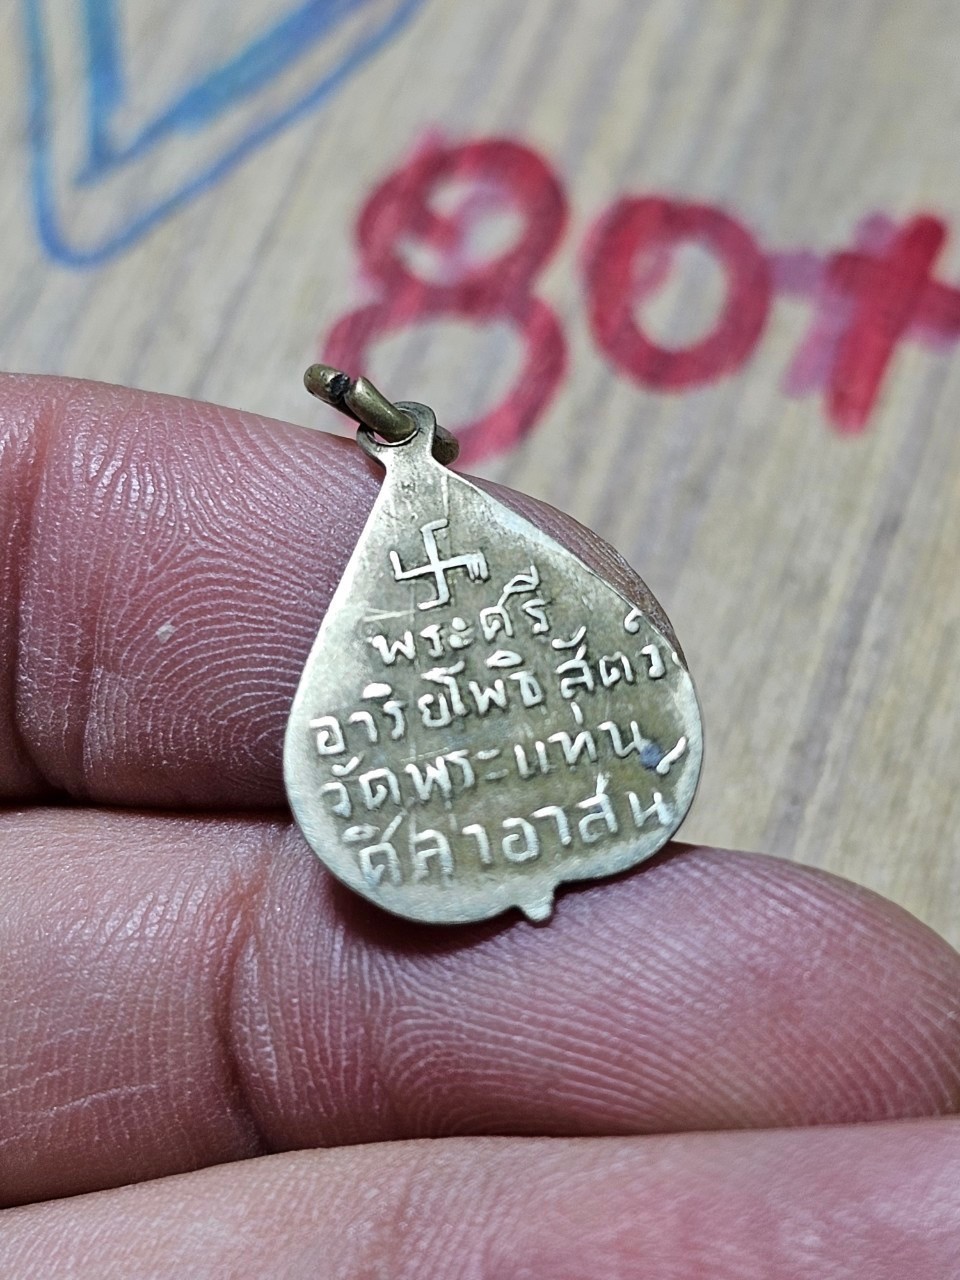 80+
卐
พระศรี
อาริยโพธิสัตว์
วัดพระแท่น
ศิลาอาสน์